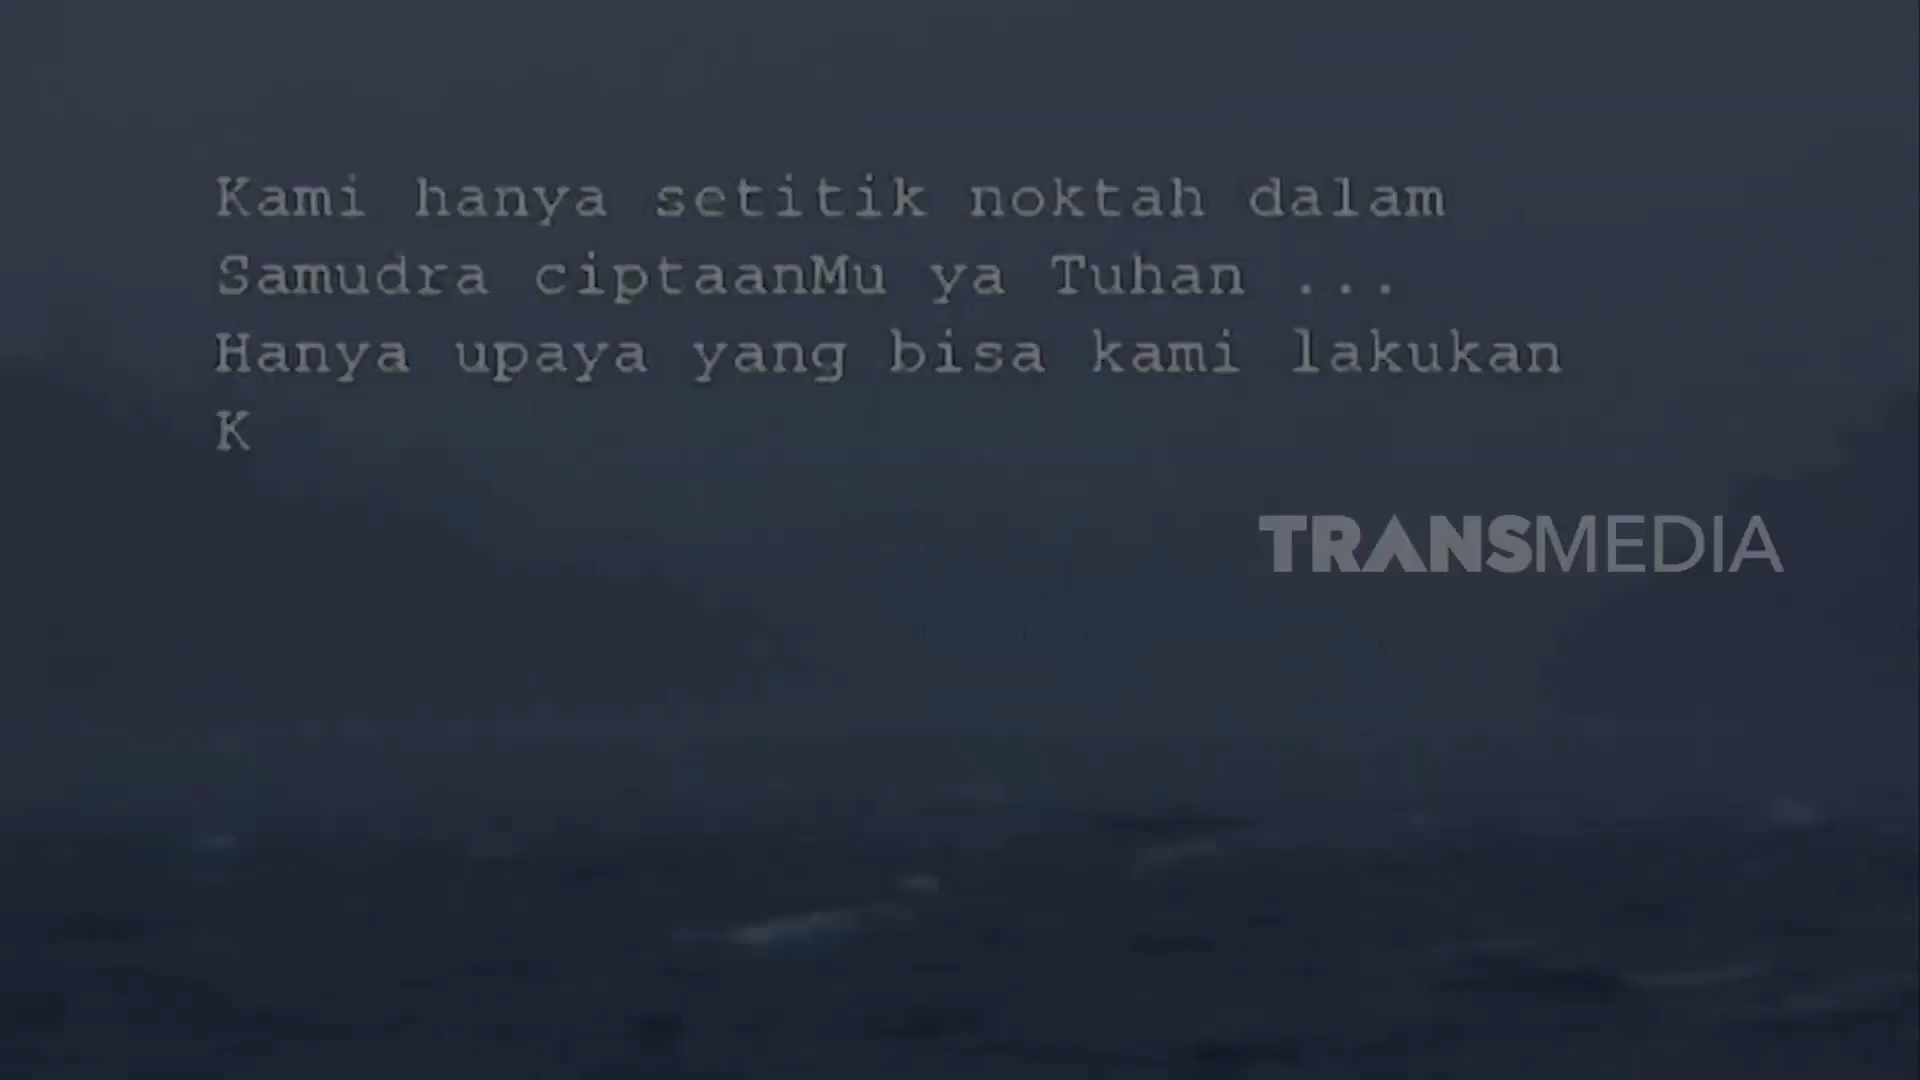 Kami hanya setitik noktah dalam
Samudra ciptaanMu ya Tuhan ...
Hanya upaya yang bisa kami lakukan
K
TRANSMEDIA